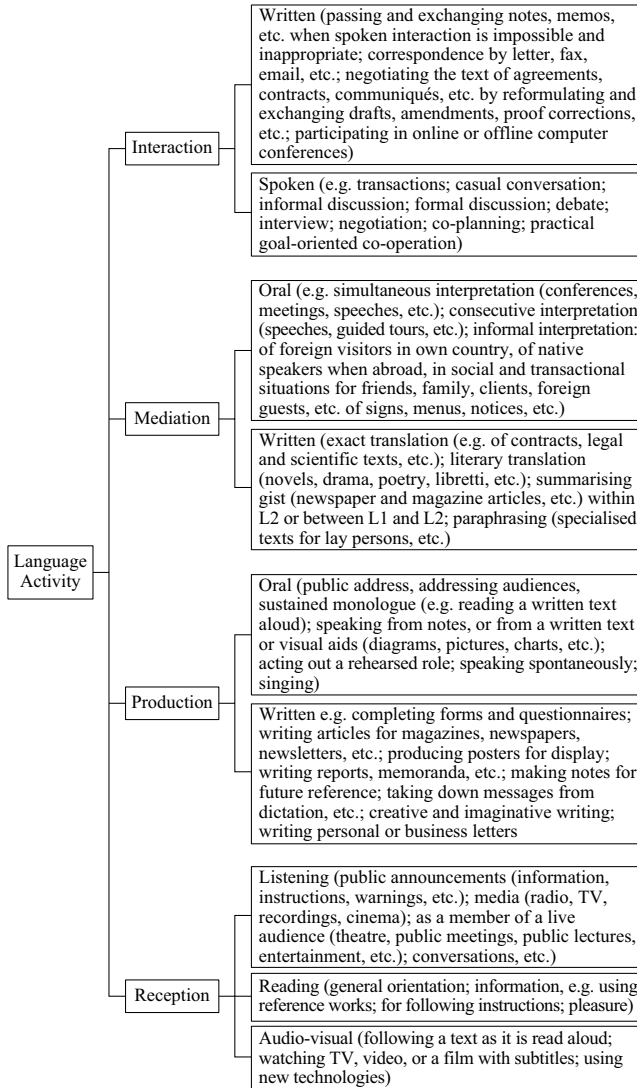 Written (passing and exchanging notes, memos,
etc. when spoken interaction is impossible and
inappropriate; correspondence by letter, fax,
email, etc.; negotiating the text of agreements,
contracts, communiqués, etc. by reformulating and
exchanging drafts, amendments, proof corrections,
etc.; participating in online or offline computer
conferences)
Interaction
Spoken (e.g. transactions; casual conversation;
informal discussion; formal discussion; debate;
interview; negotiation; co-planning; practical
goal-oriented co-operation)
Oral (e.g. simultaneous interpretation (conferences,
meetings, speeches, etc.); consecutive interpretation
(speeches, guided tours, etc.); informal interpretation:
of foreign visitors in own country, of native
speakers when abroad, in social and transactional
situations for friends, family, clients, foreign
guests, etc. of signs, menus, notices, etc.)
Mediation
Written (exact translation (e.g. of contracts, legal
and scientific texts, etc.); literary translation
(novels, drama, poetry, libretti, etc.); summarising
gist (newspaper and magazine articles, etc.) within
L2 or between L1 and L2; paraphrasing (specialised
texts for lay persons, etc.)
Language
Activity
Oral (public address, addressing audiences,
sustained monologue (e.g. reading a written text
aloud); speaking from notes, or from a written text
or visual aids (diagrams, pictures, charts, etc.);
acting out a rehearsed role; speaking spontaneously;
singing)
Production
Written e.g. completing forms and questionnaires;
writing articles for magazines, newspapers,
newsletters, etc.; producing posters for display;
writing reports, memoranda, etc.; making notes for
future reference; taking down messages from
dictation, etc.; creative and imaginative writing;
writing personal or business letters
Listening (public announcements (information,
instructions, warnings, etc.); media (radio, TV,
recordings, cinema); as a member of a live
audience (theatre, public meetings, public lectures,
entertainment, etc.); conversations, etc.)
Reception
Reading (general orientation; information, e.g. using
reference works; for following instructions; pleasure)
Audio-visual (following a text as it is read aloud;
watching TV, video, or a film with subtitles; using
new technologies)